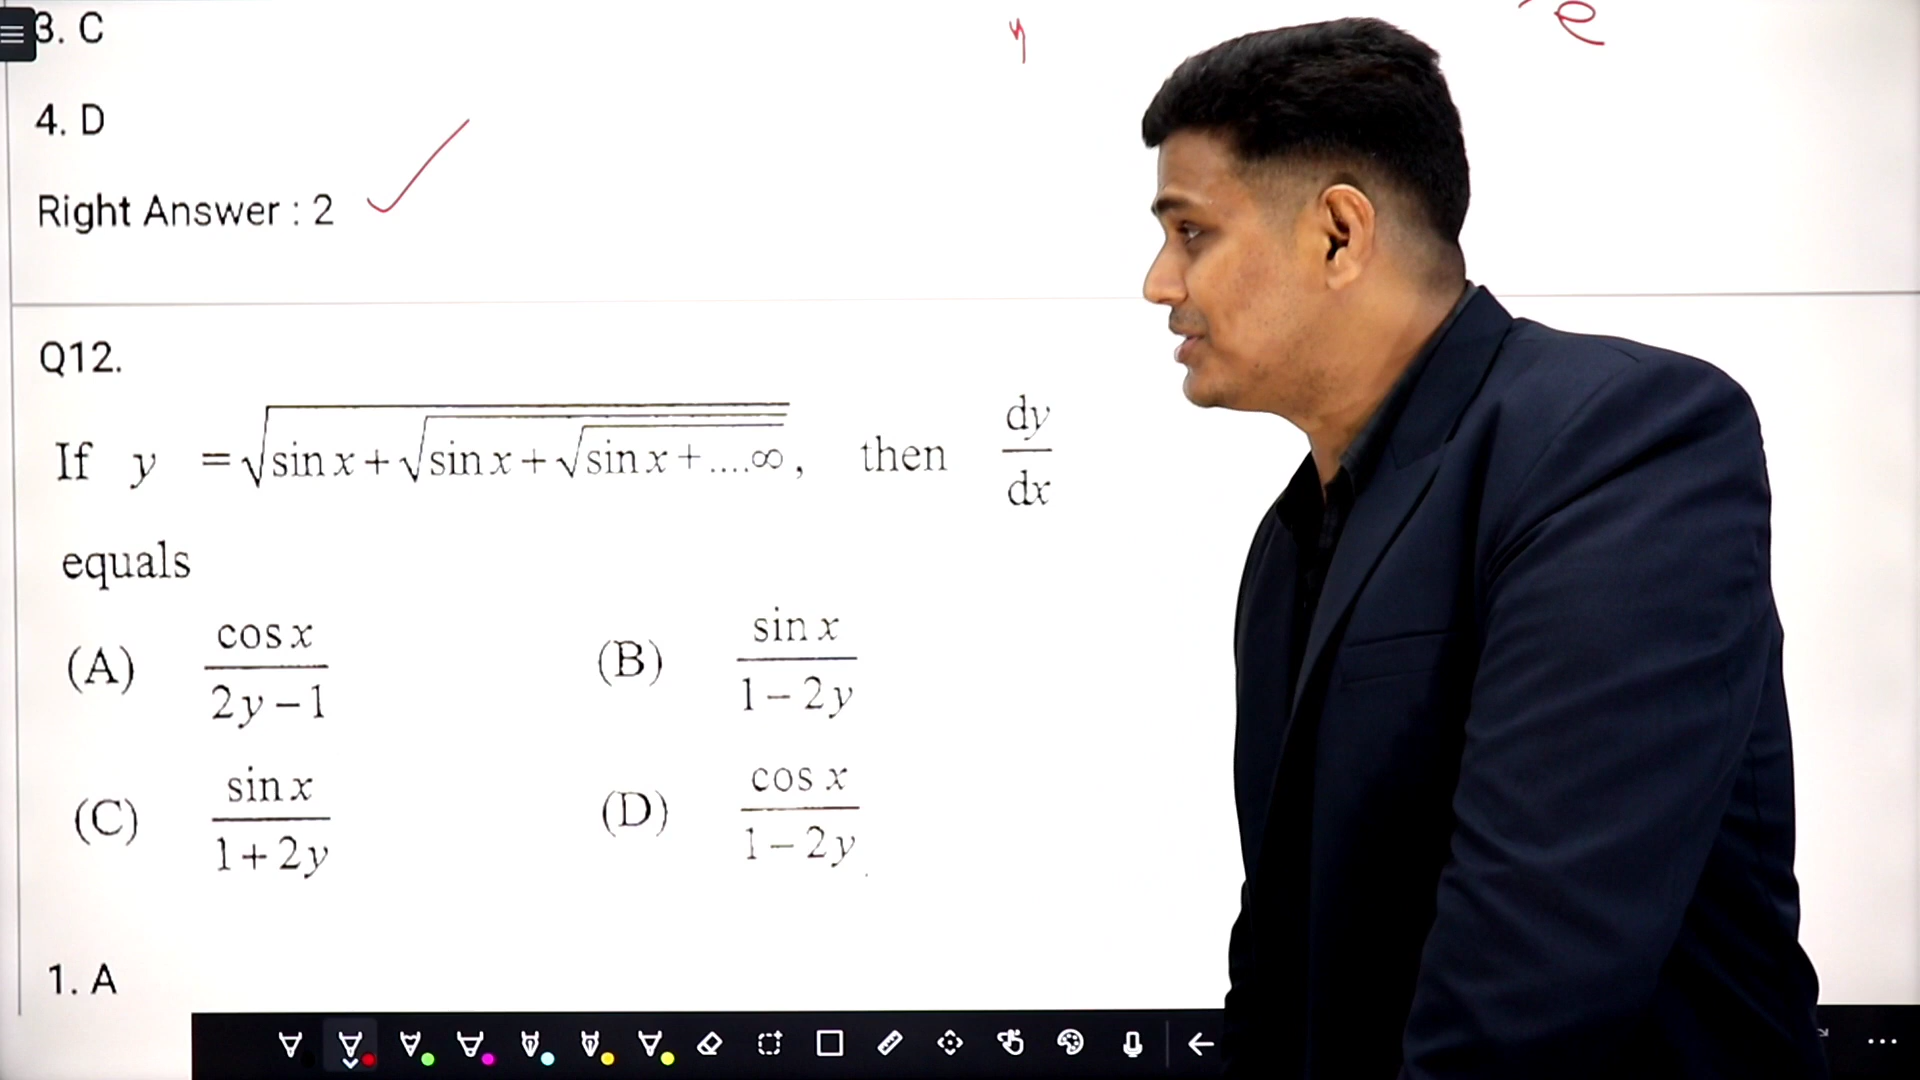 3. C
4. D
Right Answer : 2
Q12.
If y = √(sin x + √(sin x + √(sin x + ....∞))), then dy/dx
equals
(A) cos x / 2y − 1 (B) sin x / 1 − 2y
(C) sin x / 1 + 2y (D) cos x / 1 − 2y
1. A